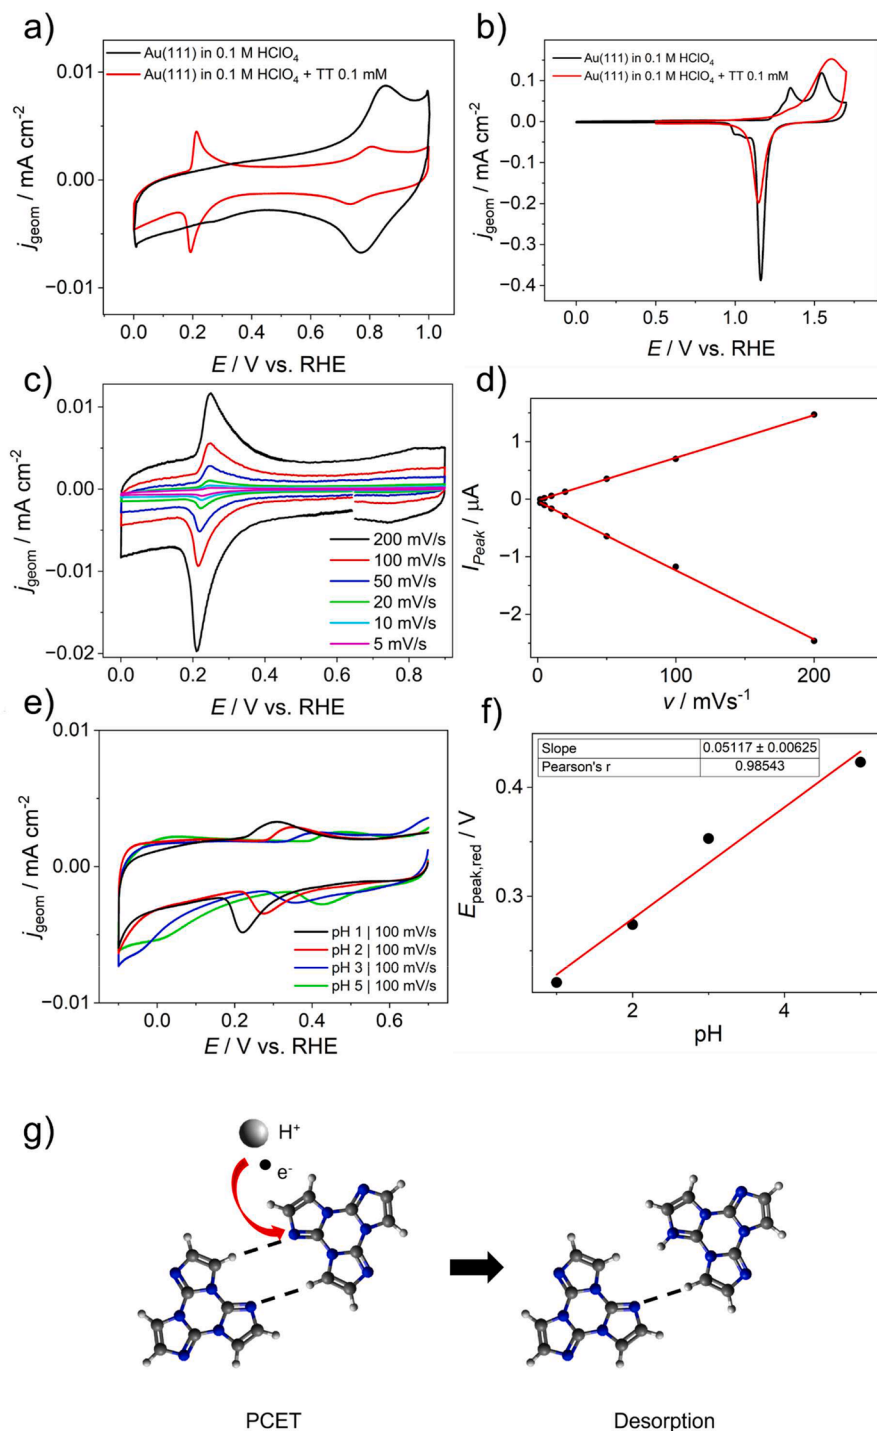 a)
Au(111) in 0.1 M HClO₄
Au(111) in 0.1 M HClO₄ + TT 0.1 mM
0.01
0.00
−0.01
j_geom / mA cm⁻²
0.0 0.2 0.4 0.6 0.8 1.0
E / V vs. RHE
b)
Au(111) in 0.1 M HClO₄
Au(111) in 0.1 M HClO₄ + TT 0.1 mM
0.1
0.0
−0.1
−0.2
−0.3
−0.4
j_geom / mA cm⁻²
0.0 0.5 1.0 1.5
E / V vs. RHE
c)
0.01
0.00
−0.01
−0.02
j_geom / mA cm⁻²
200 mV/s
100 mV/s
50 mV/s
20 mV/s
10 mV/s
5 mV/s
0.0 0.2 0.4 0.6 0.8
E / V vs. RHE
d)
1
0
−1
−2
I_Peak / µA
0 100 200
v / mVs⁻¹
e)
0.01
0.00
−0.01
j_geom / mA cm⁻²
pH 1 | 100 mV/s
pH 2 | 100 mV/s
pH 3 | 100 mV/s
pH 5 | 100 mV/s
0.0 0.2 0.4 0.6
E / V vs. RHE
f)
Slope 0.05117 ± 0.00625
Pearson's r 0.98543
0.4
0.3
E_peak,red / V
2 4
pH
g)
H⁺
e⁻
PCET Desorption